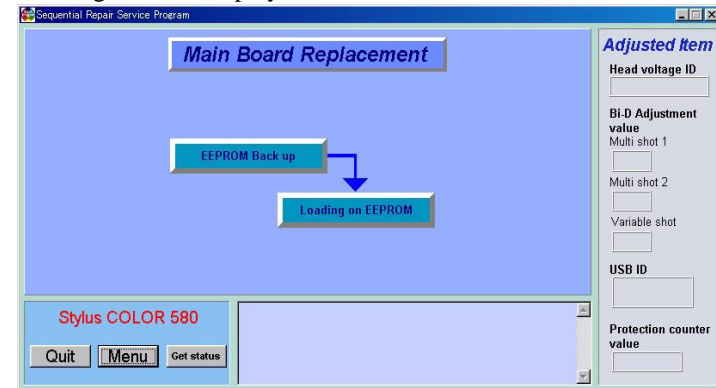 Sequential Repair Service Program
Main Board Replacement
EEPROM Back up
Loading on EEPROM
Stylus COLOR 580
Quit Menu Get status
Adjusted Item
Head voltage ID
Bi-D Adjustment
value
Multi shot 1
Multi shot 2
Variable shot
USB ID
Protection counter
value